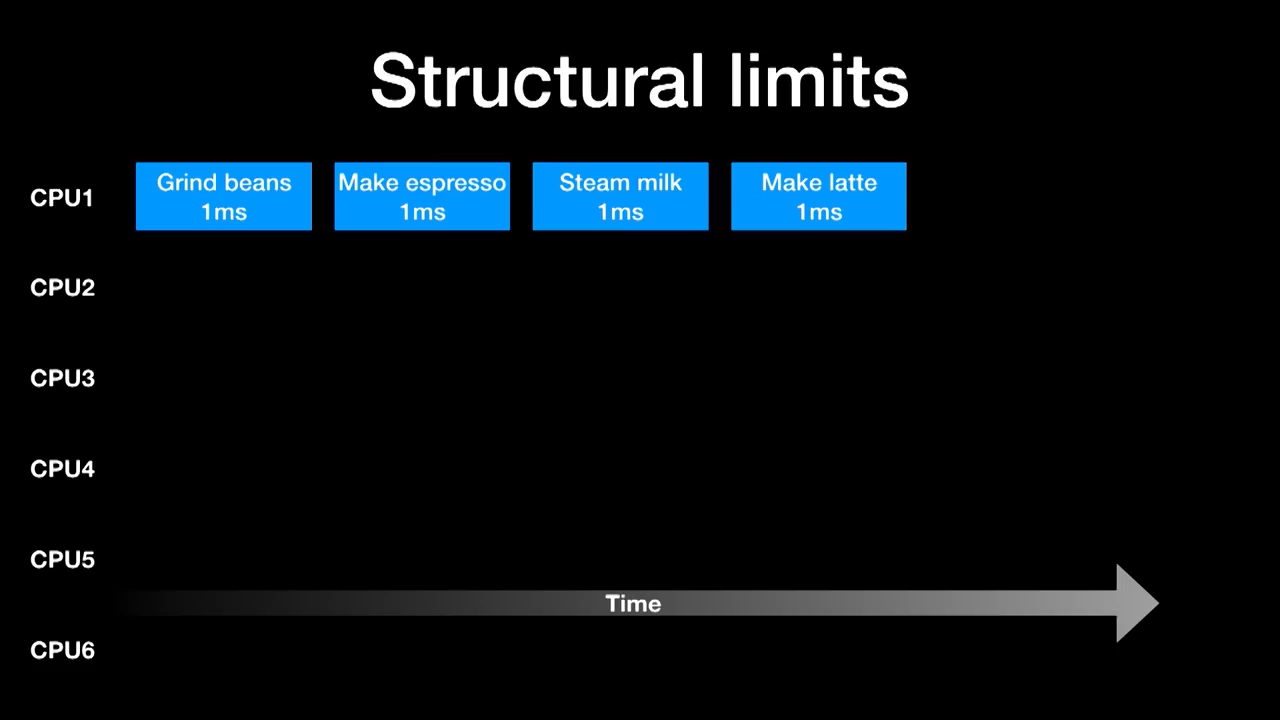 Structural limits
CPU1
Grind beans
1ms
Make espresso
1ms
Steam milk
1ms
Make latte
1ms
CPU2
CPU3
CPU4
CPU5
Time
CPU6